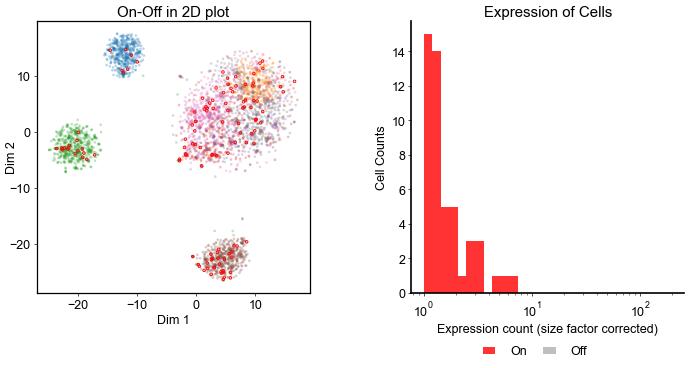 On-Off in 2D plot
Dim 2
10
0
−10
−20
−20 −10 0 10
Dim 1
Expression of Cells
Cell Counts
14
12
10
8
6
4
2
0
10⁰ 10¹ 10²
Expression count (size factor corrected)
On Off